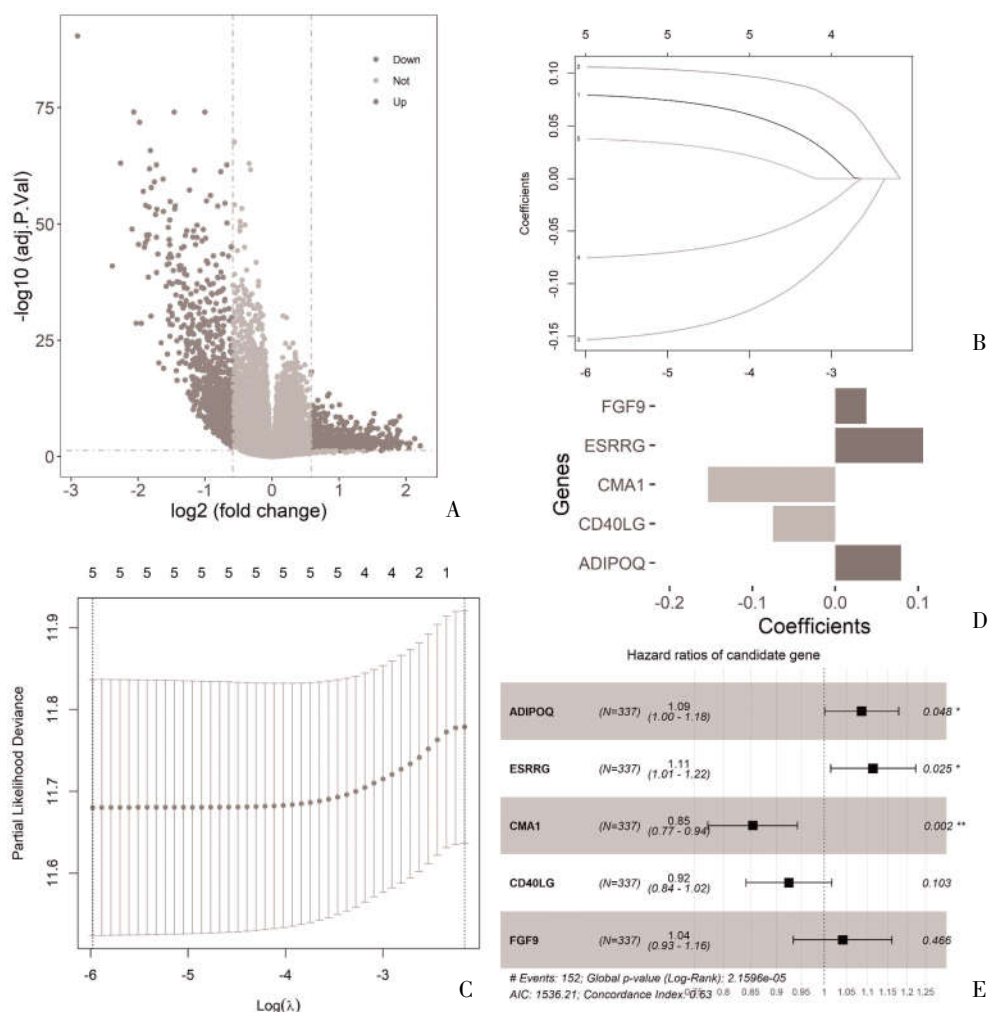 Down
Not
Up
75
50
25
0
-log10 (adj.P.Val)
-3 -2 -1 0 1 2
log2 (fold change)
A
5 5 5 4
0.10
0.05
0.00
-0.05
-0.10
-0.15
Coefficients
2
1
4
-6 -5 -4 -3
B
FGF9
ESRRG
CMA1
CD40LG
ADIPOQ
Genes
-0.2 -0.1 0.0 0.1
Coefficients
D
5 5 5 5 5 5 5 5 5 5 4 4 2 1
11.9
11.8
11.7
11.6
Partial Likelihood Deviance
-6 -5 -4 -3
Log(λ)
C
Hazard ratios of candidate gene
ADIPOQ (N=337) 1.09 (1.00 - 1.18) 0.048 *
ESRRG (N=337) 1.11 (1.01 - 1.22) 0.025 *
CMA1 (N=337) 0.85 (0.77 - 0.94) 0.002 **
CD40LG (N=337) 0.92 (0.84 - 1.02) 0.103
FGF9 (N=337) 1.04 (0.93 - 1.16) 0.466
# Events: 152; Global p-value (Log-Rank): 2.1596e-05
AIC: 1536.21; Concordance Index: 0.63
0.75 0.8 0.85 0.9 0.95 1 1.05 1.1 1.15 1.2 1.25
E